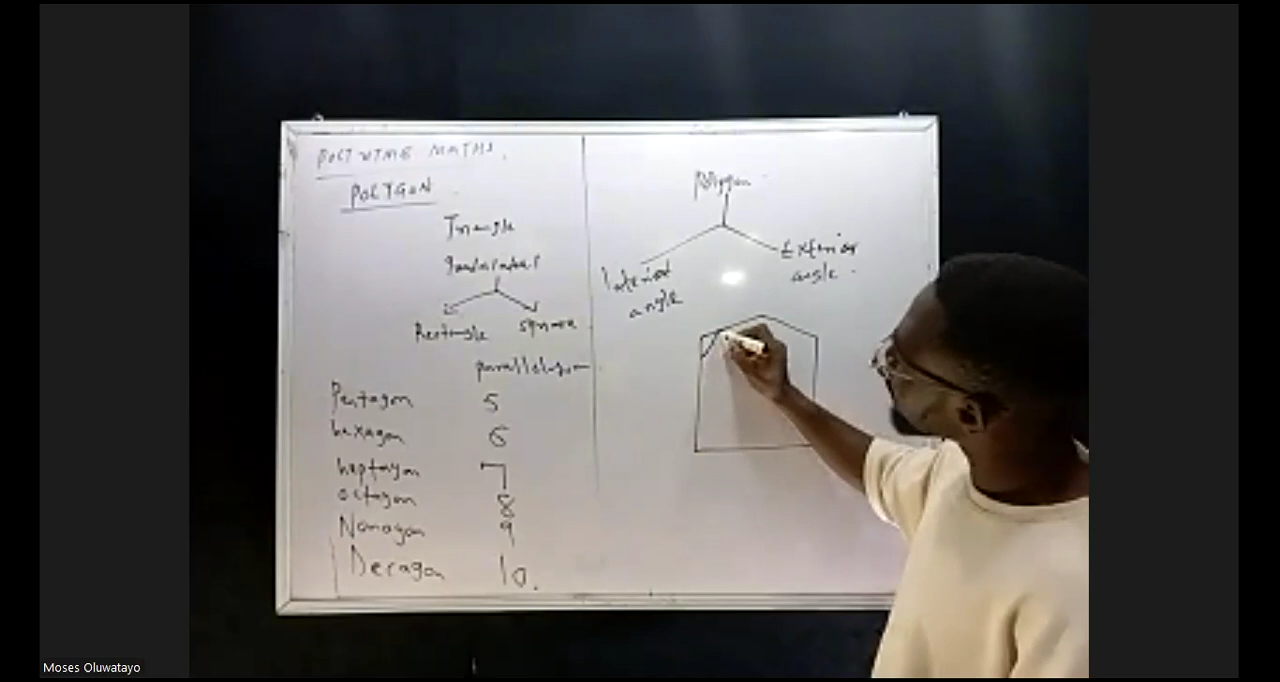 MATHS.
POLYGON
Triangle
Rectangle
square
parallelogram
Pentagon 5
hexagon 6
heptagon 7
octagon 8
Nonagon 9
Decagon 10.
Polygon
Interior
angle
Exterior
angle.
Moses Oluwatayo